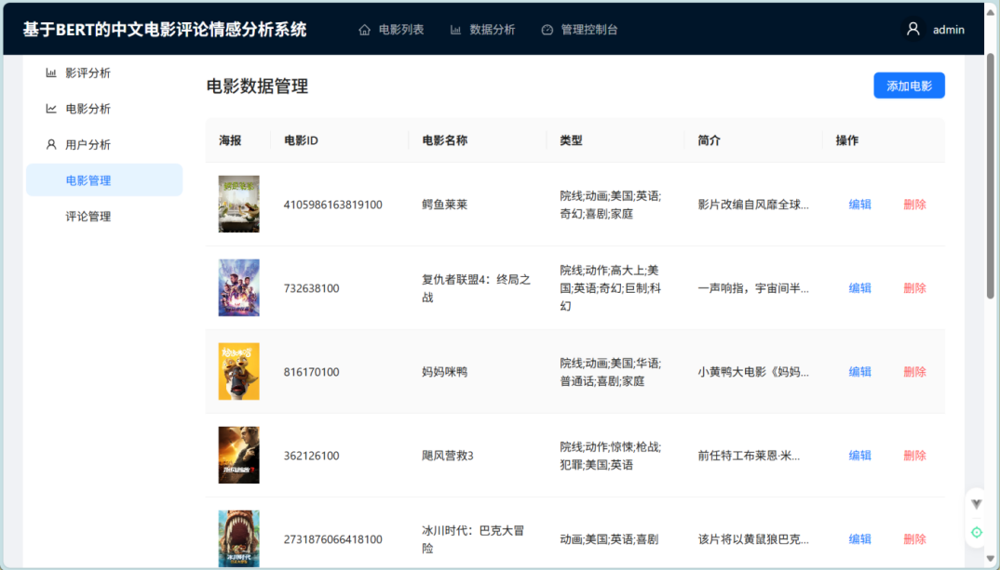 基于BERT的中文电影评论情感分析系统
电影列表
数据分析
管理控制台
admin
影评分析
电影分析
用户分析
电影管理
评论管理
电影数据管理
添加电影
海报
电影ID
电影名称
类型
简介
操作
4105986163819100
鳄鱼莱莱
院线;动画;美国;英语;
奇幻;喜剧;家庭
影片改编自风靡全球...
编辑
删除
732638100
复仇者联盟4：终局之
战
院线;动作;高大上;美
国;英语;奇幻;巨制;科
幻
一声响指，宇宙间半...
编辑
删除
816170100
妈妈咪鸭
院线;动画;美国;华语;
普通话;喜剧;家庭
小黄鸭大电影《妈妈...
编辑
删除
362126100
飓风营救3
院线;动作;惊悚;枪战;
犯罪;美国;英语
前任特工布莱恩·米...
编辑
删除
冰川时代
2731876066418100
冰川时代：巴克大冒
险
动画;美国;英语;喜剧
该片将以黄鼠狼巴克...
编辑
删除